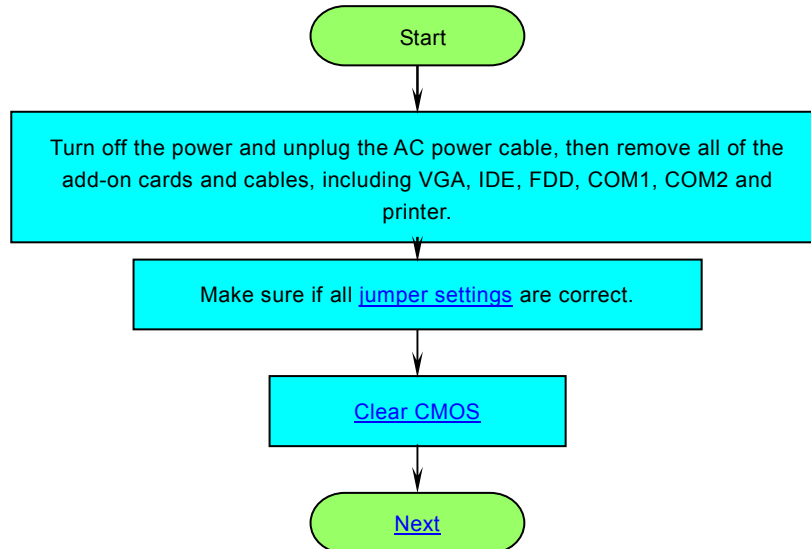 Start
Turn off the power and unplug the AC power cable, then remove all of the
add-on cards and cables, including VGA, IDE, FDD, COM1, COM2 and
printer.
Make sure if all jumper settings are correct.
Clear CMOS
Next